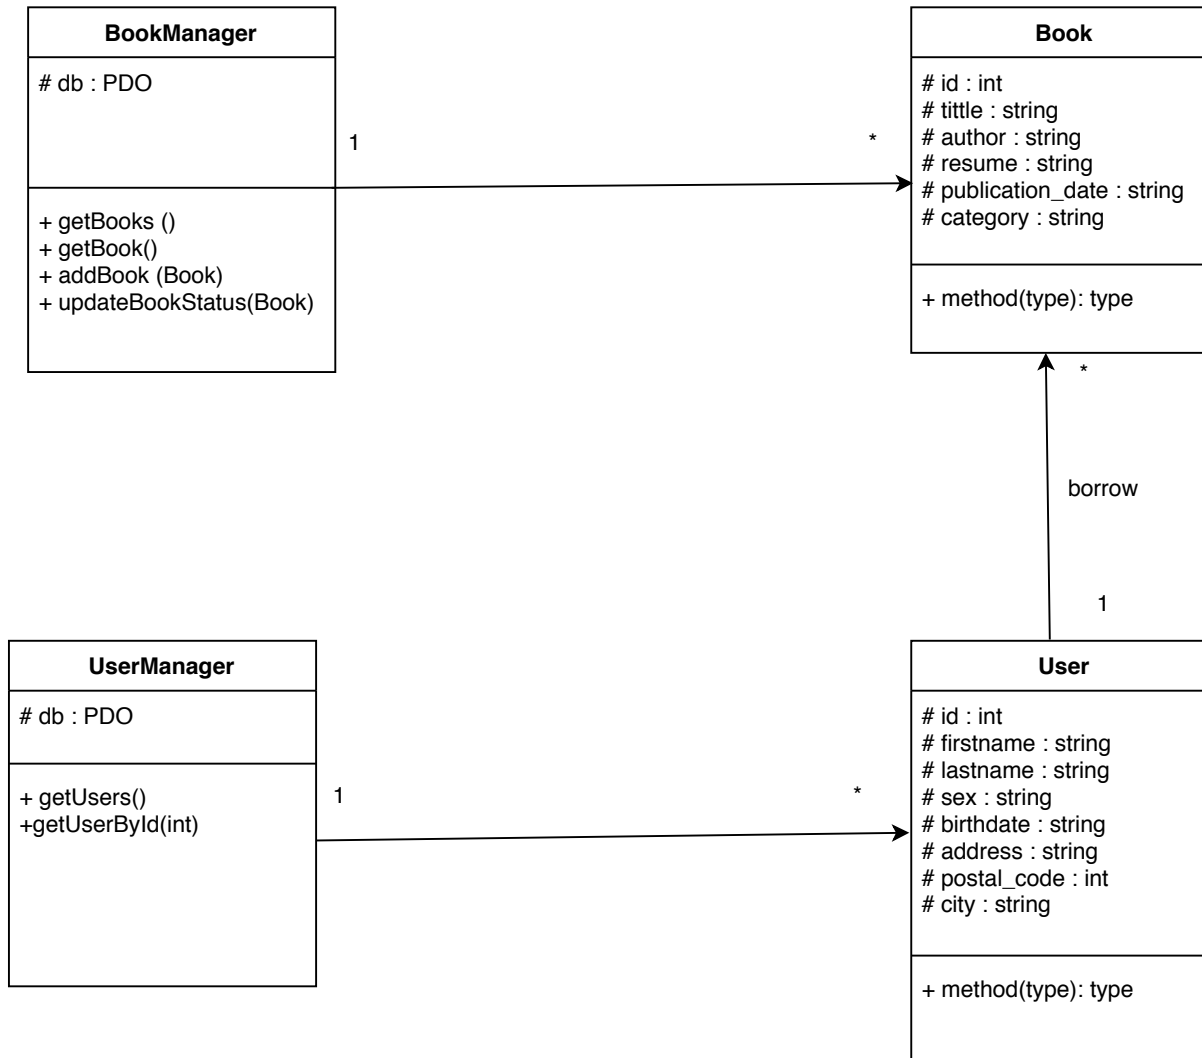 BookManager
# db : PDO
+ getBooks ()
+ getBook()
+ addBook (Book)
+ updateBookStatus(Book)
1
*
Book
# id : int
# tittle : string
# author : string
# resume : string
# publication_date : string
# category : string
+ method(type): type
*
borrow
1
UserManager
# db : PDO
+ getUsers()
+getUserById(int)
1
*
User
# id : int
# firstname : string
# lastname : string
# sex : string
# birthdate : string
# address : string
# postal_code : int
# city : string
+ method(type): type